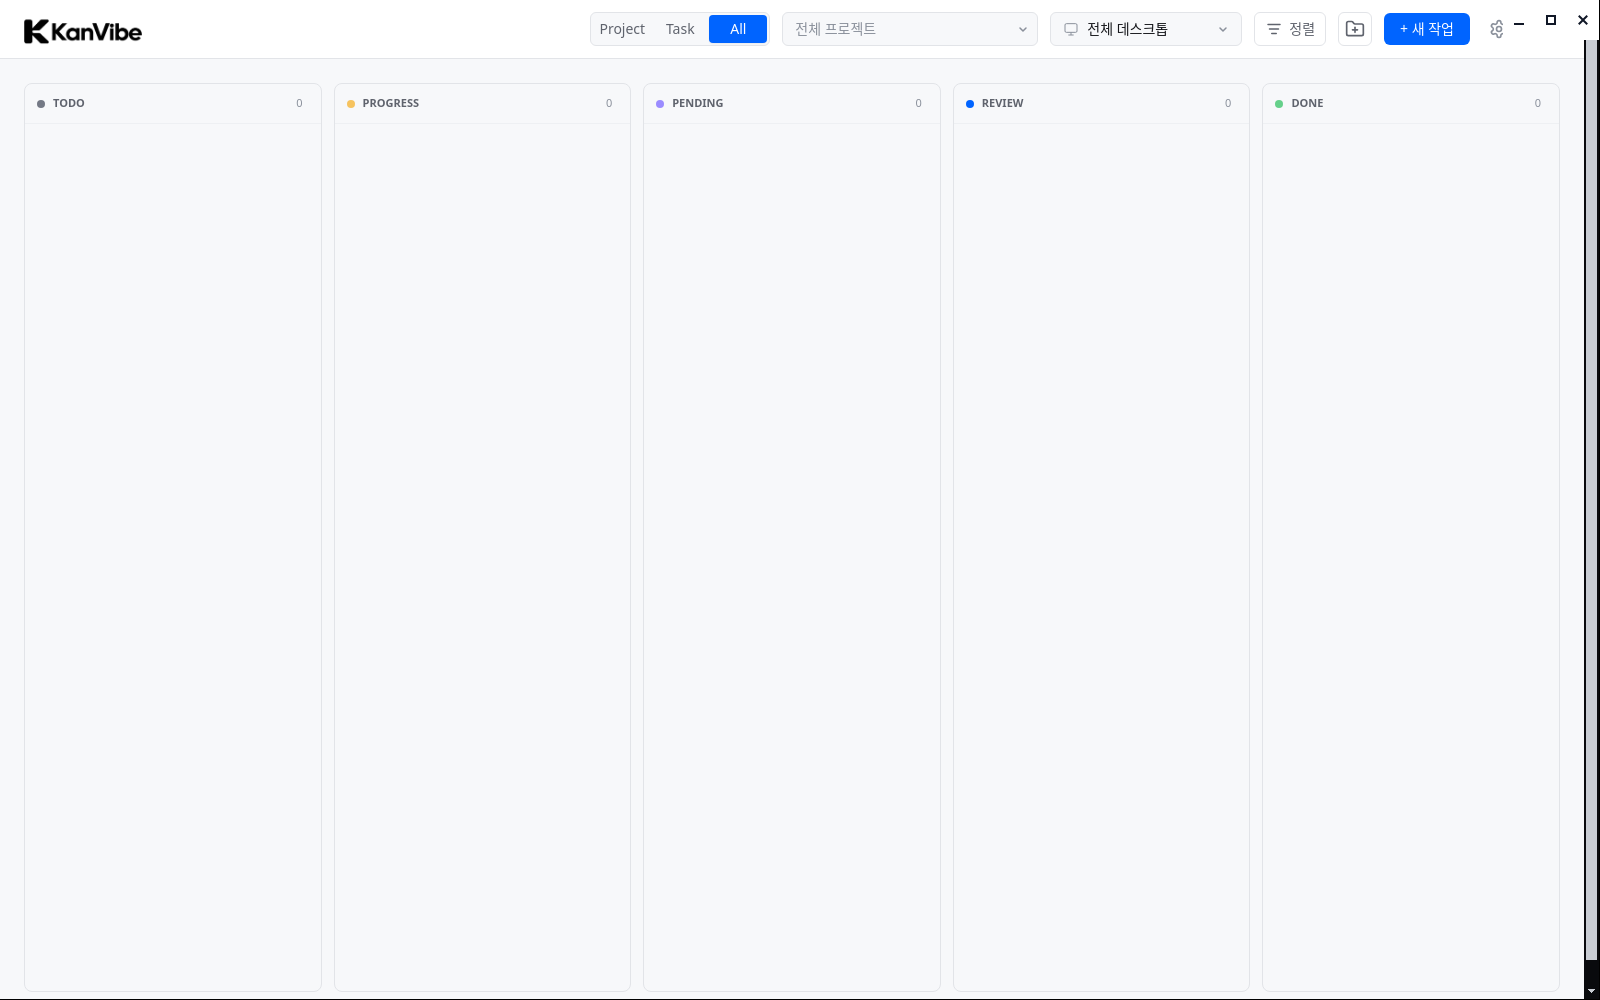 KanVibe
Project Task All
전체 프로젝트
전체 데스크톱
정렬
+ 새 작업
TODO 0
PROGRESS 0
PENDING 0
REVIEW 0
DONE 0